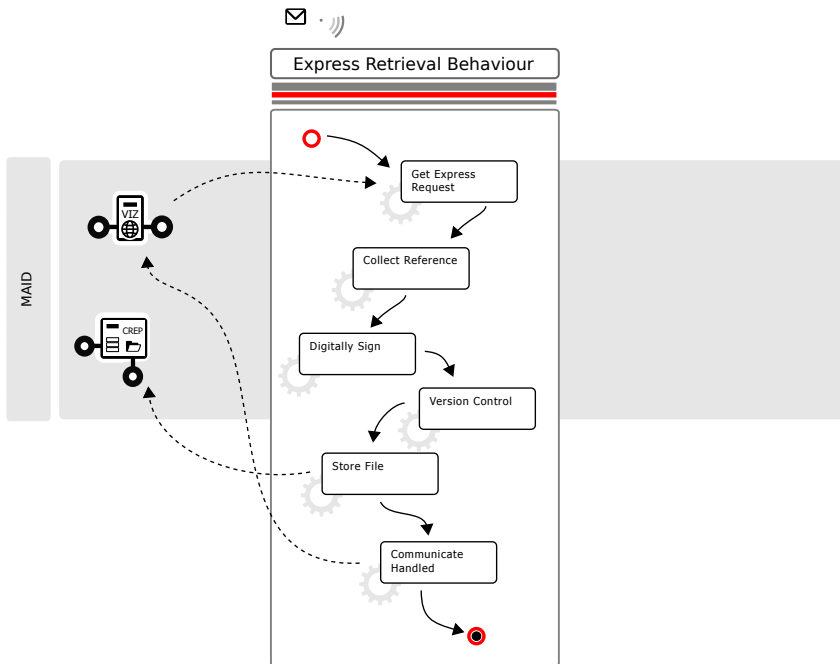 Express Retrieval Behaviour
Get Express
Request
VIZ
Collect Reference
MAID
CREP
Digitally Sign
Version Control
Store File
Communicate
Handled